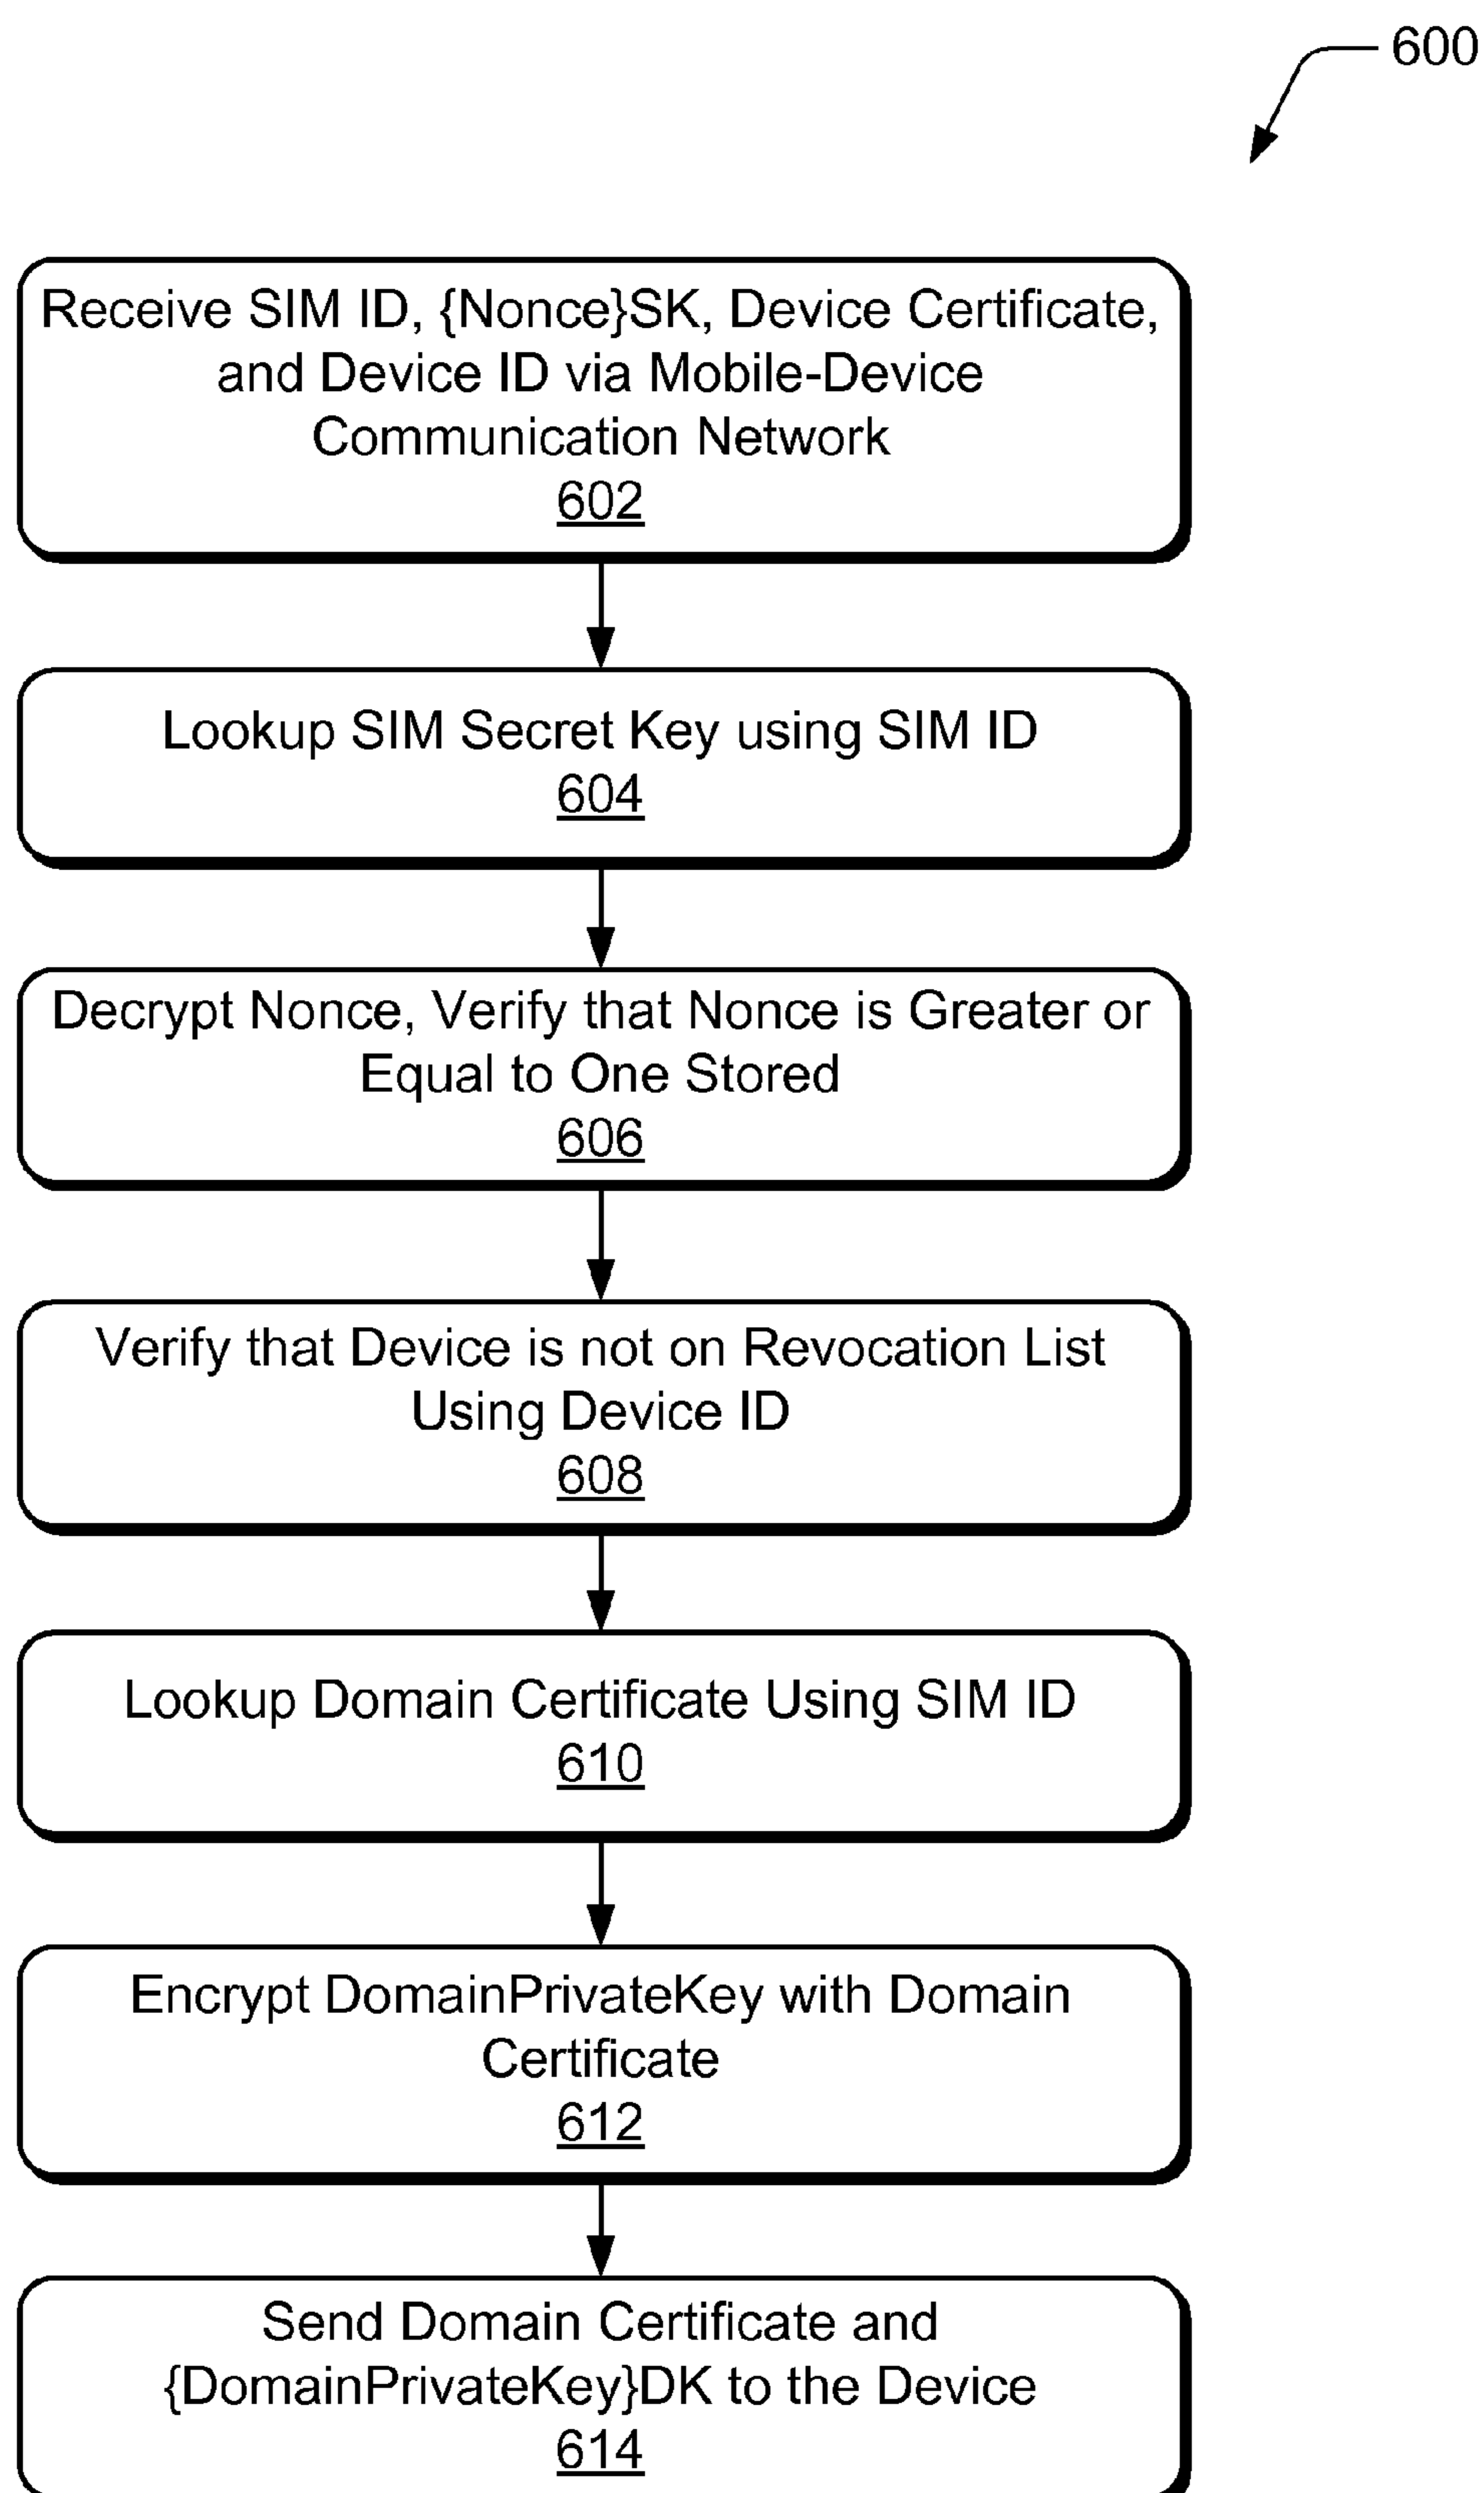 600
Receive SIM ID, {Nonce}SK, Device Certificate,
and Device ID via Mobile-Device
Communication Network
602
Lookup SIM Secret Key using SIM ID
604
Decrypt Nonce, Verify that Nonce is Greater or
Equal to One Stored
606
Verify that Device is not on Revocation List
Using Device ID
608
Lookup Domain Certificate Using SIM ID
610
Encrypt DomainPrivateKey with Domain
Certificate
612
Send Domain Certificate and
{DomainPrivateKey}DK to the Device
614